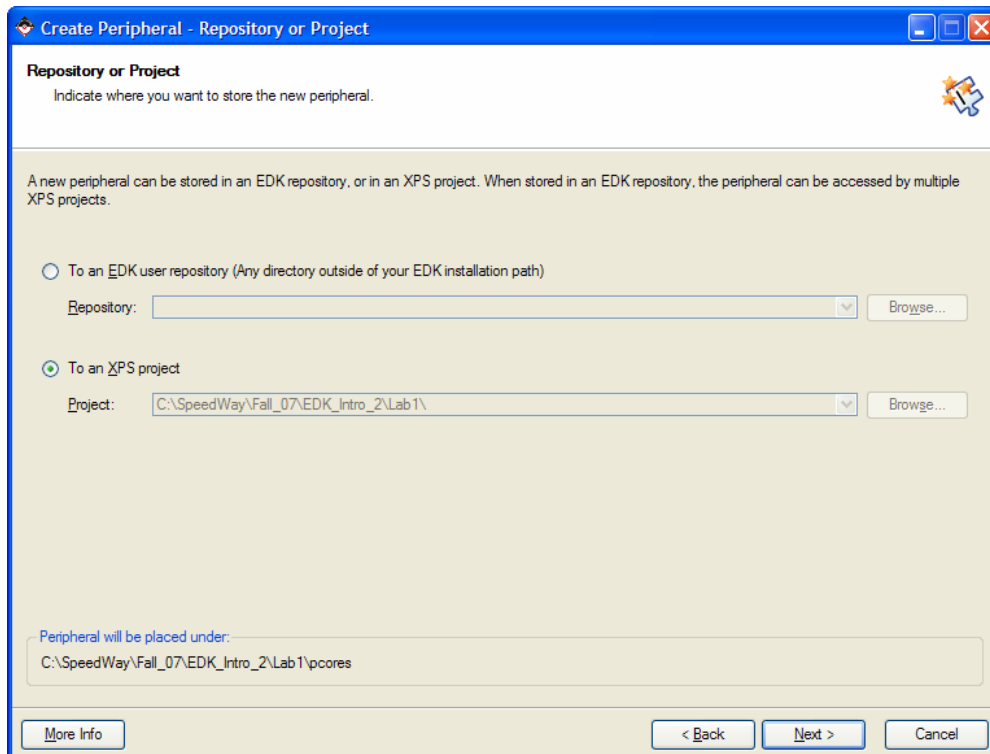 Create Peripheral - Repository or Project
Repository or Project
Indicate where you want to store the new peripheral.
A new peripheral can be stored in an EDK repository, or in an XPS project. When stored in an EDK repository, the peripheral can be accessed by multiple
XPS projects.
To an EDK user repository (Any directory outside of your EDK installation path)
Repository:
Browse...
To an XPS project
Project:
C:\SpeedWay\Fall_07\EDK_Intro_2\Lab1\
Browse...
Peripheral will be placed under:
C:\SpeedWay\Fall_07\EDK_Intro_2\Lab1\pcores
More Info
< Back
Next >
Cancel